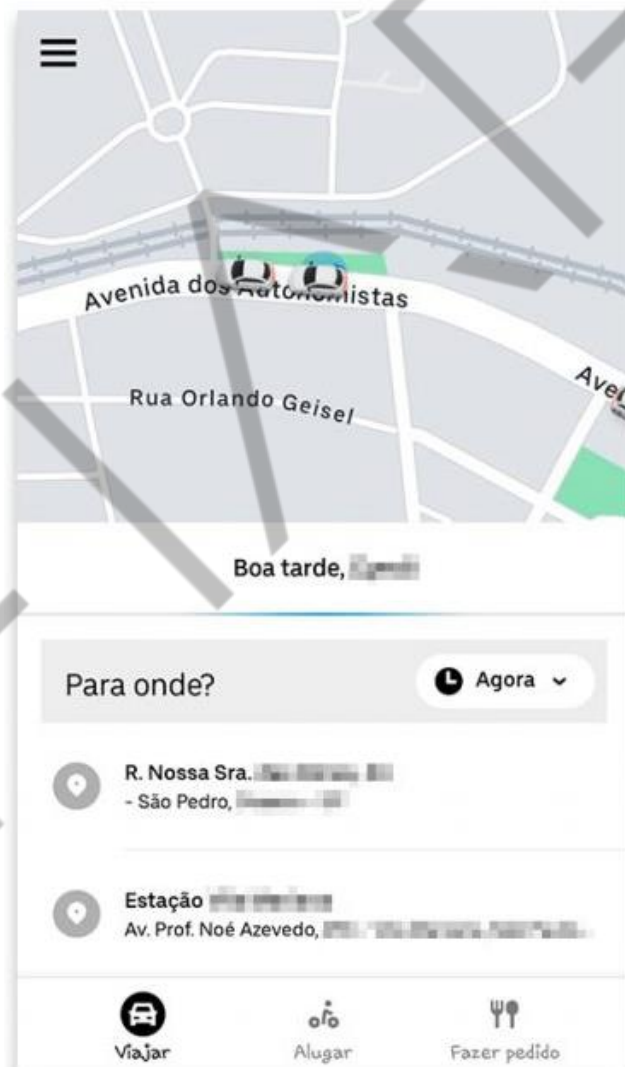 Avenida dos Autonomistas
Ave
Rua Orlando Geisel
Boa tarde,
Para onde?
Agora
R. Nossa Sra.
- São Pedro,
Estação
Av. Prof. Noé Azevedo,
Viajar
Alugar
Fazer pedido